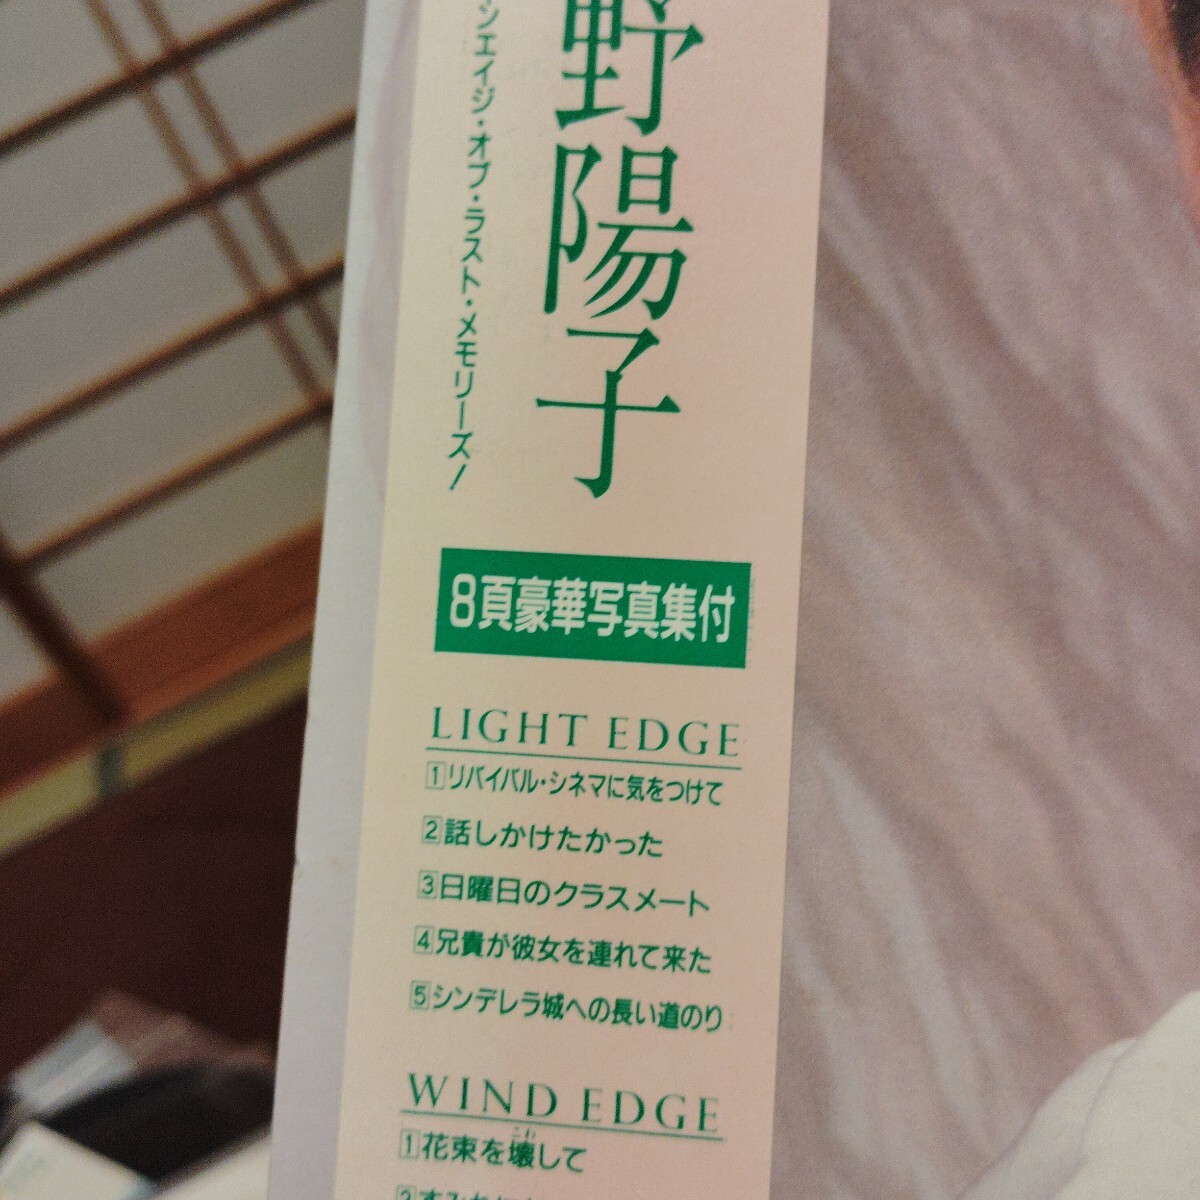 野陽子
ンエイジ・オブ・ラスト・メモリーズ!
8頁豪華写真集付
LIGHT EDGE
1 リバイバル・シネマに気をつけて
2 話しかけたかった
3 日曜日のクラスメート
4 兄貴が彼女を連れて来た
5 シンデレラ城への長い道のり
WIND EDGE
1 花束を壊して
こわ
2